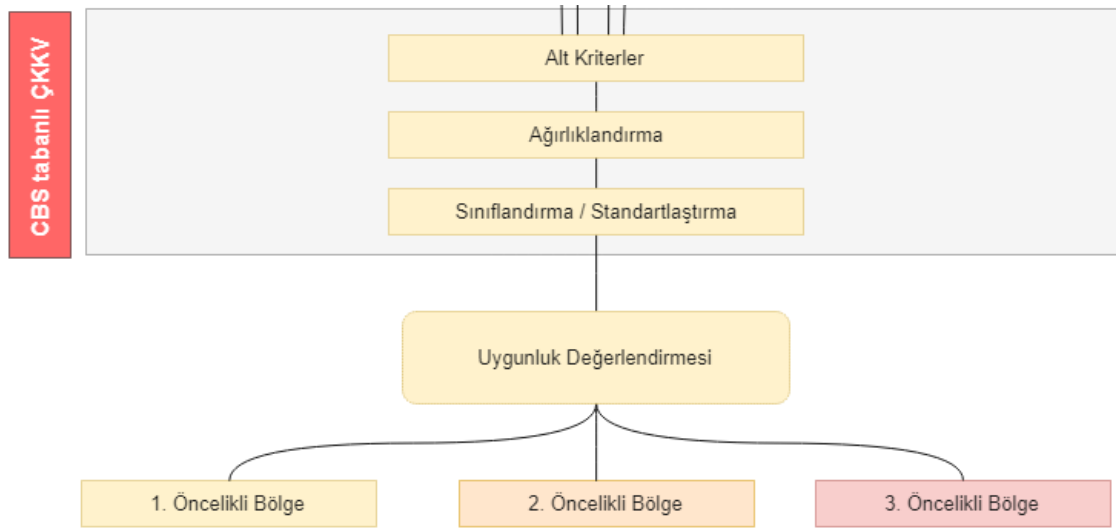 CBS tabanlı ÇKKV
Alt Kriterler
Ağırlıklandırma
Sınıflandırma / Standartlaştırma
Uygunluk Değerlendirmesi
1. Öncelikli Bölge
2. Öncelikli Bölge
3. Öncelikli Bölge